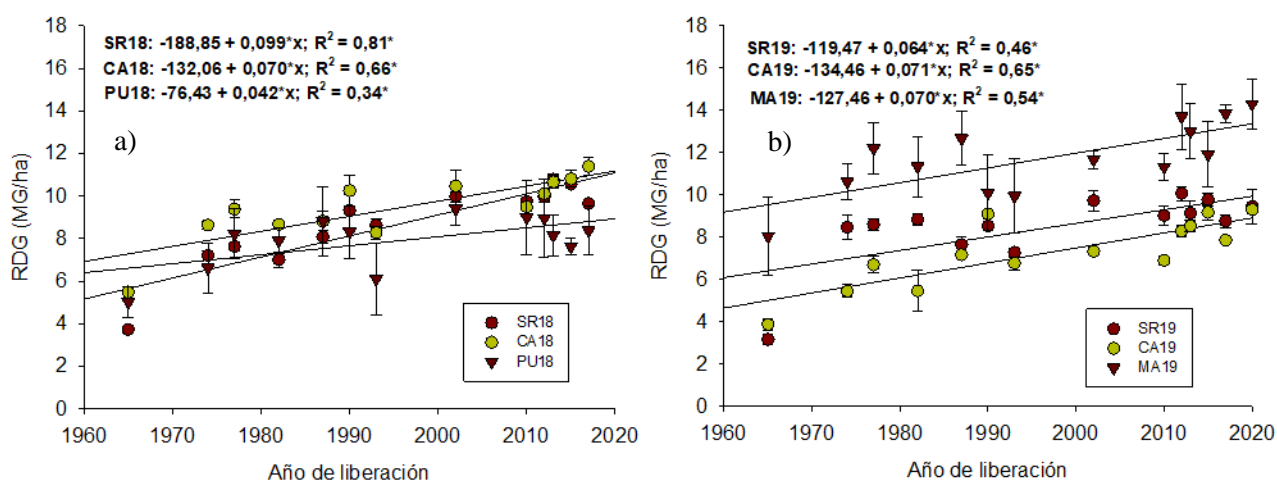 SR18: -188,85 + 0,099*x; R² = 0,81*
CA18: -132,06 + 0,070*x; R² = 0,66*
PU18: -76,43 + 0,042*x; R² = 0,34*
a)
RDG (MG/ha)
18
16
14
12
10
8
6
4
2
0
SR18
CA18
PU18
1960 1970 1980 1990 2000 2010 2020
Año de liberación
SR19: -119,47 + 0,064*x; R² = 0,46*
CA19: -134,46 + 0,071*x; R² = 0,65*
MA19: -127,46 + 0,070*x; R² = 0,54*
b)
RDG (MG/ha)
18
16
14
12
10
8
6
4
2
0
SR19
CA19
MA19
1960 1970 1980 1990 2000 2010 2020
Año de liberación